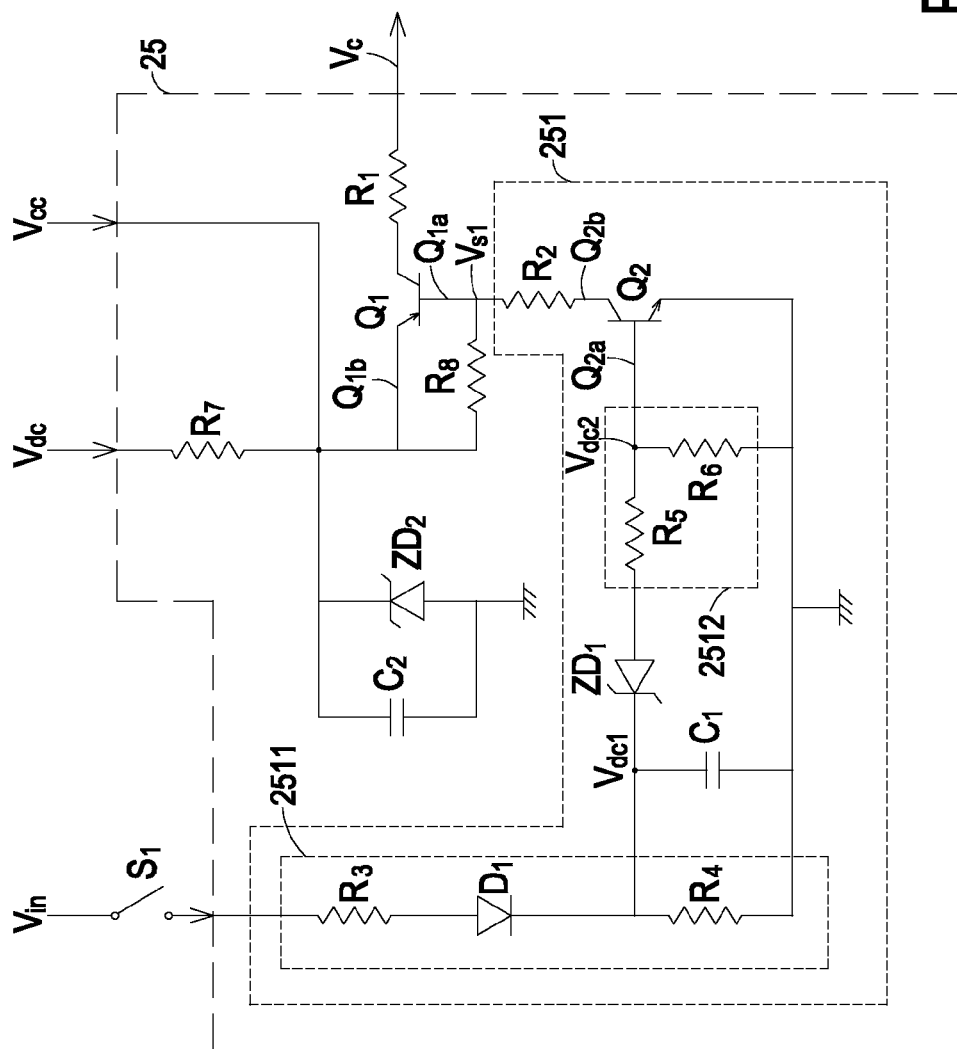 25
Vin
Vdc
Vcc
Vc
S1
R7
R1
Q1
Q1b
Q1a
Vs1
R8
251
2511
C2
ZD2
R2
Q2b
Q2
Q2a
Vdc2
R3
D1
R4
Vdc1
ZD1
C1
R5
R6
2512